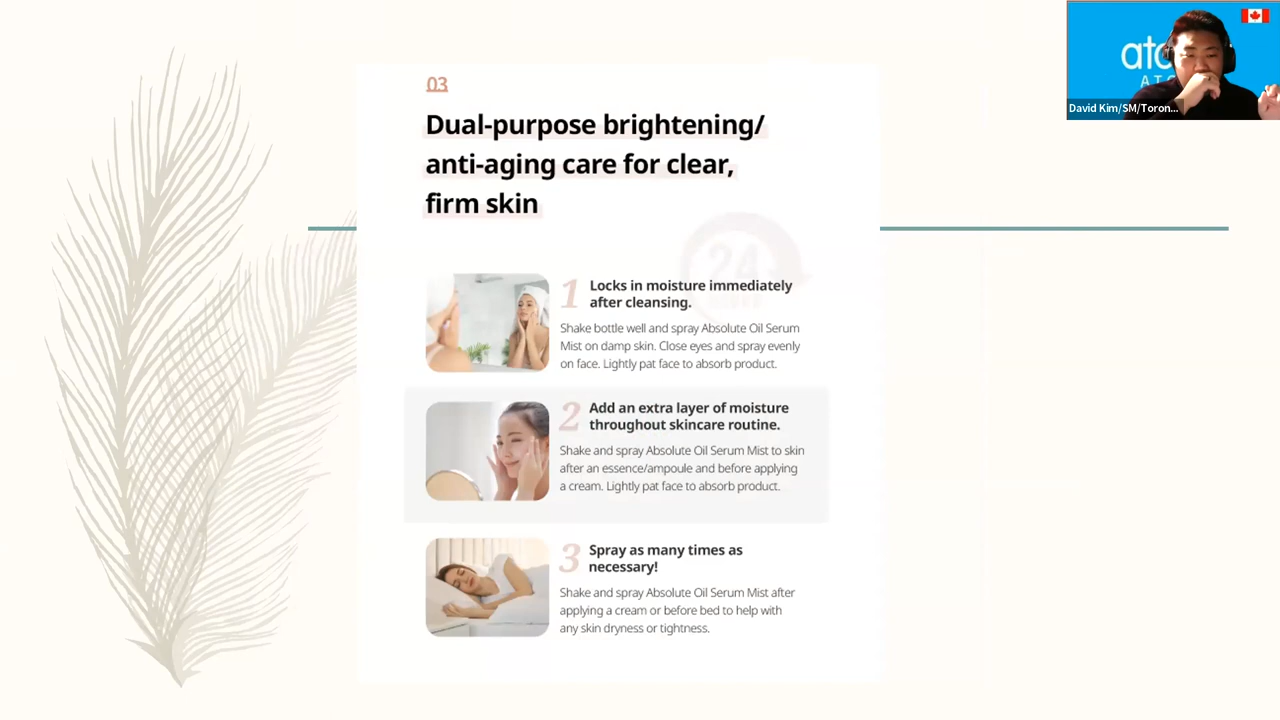 03
Dual-purpose brightening/
anti-aging care for clear,
firm skin
24
1
Locks in moisture immediately
after cleansing.
Shake bottle well and spray Absolute Oil Serum
Mist on damp skin. Close eyes and spray evenly
on face. Lightly pat face to absorb product.
2
Add an extra layer of moisture
throughout skincare routine.
Shake and spray Absolute Oil Serum Mist to skin
after an essence/ampoule and before applying
a cream. Lightly pat face to absorb product.
3
Spray as many times as
necessary!
Shake and spray Absolute Oil Serum Mist after
applying a cream or before bed to help with
any skin dryness or tightness.
David Kim/SM/Toron...